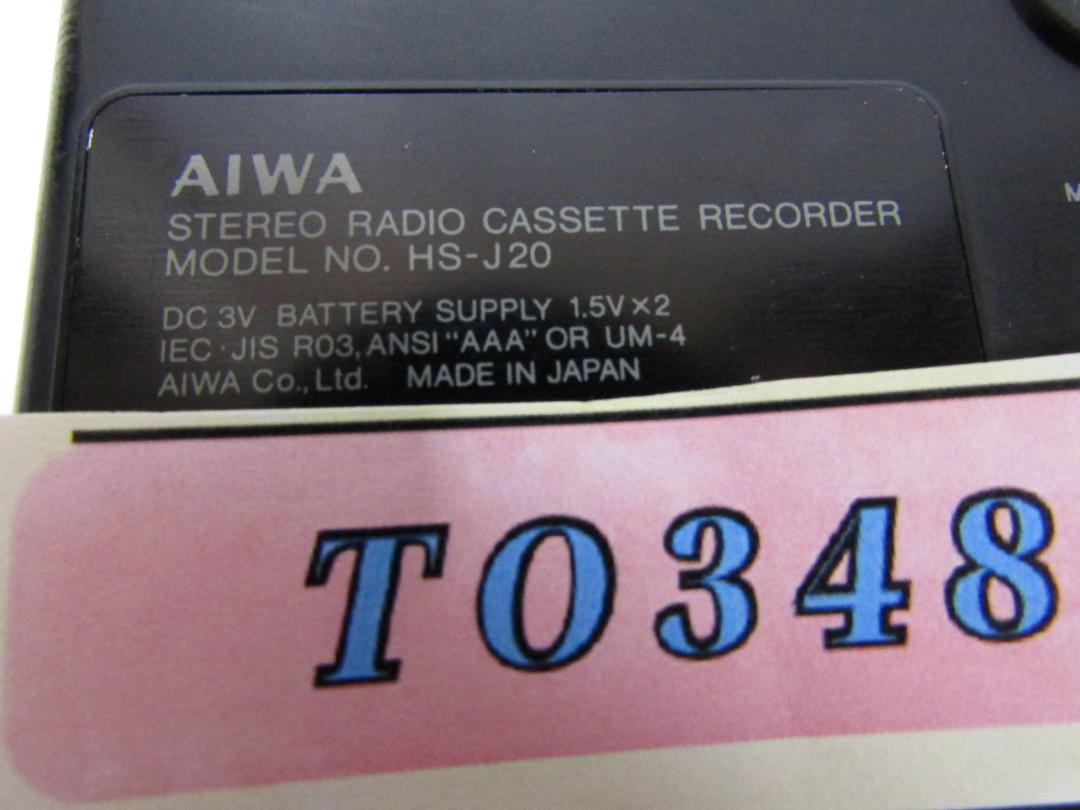 AIWA
STEREO RADIO CASSETTE RECORDER
MODEL NO. HS-J20
DC 3V BATTERY SUPPLY 1.5V×2
IEC·JIS R03, ANSI "AAA" OR UM-4
AIWA Co., Ltd. MADE IN JAPAN
TO348